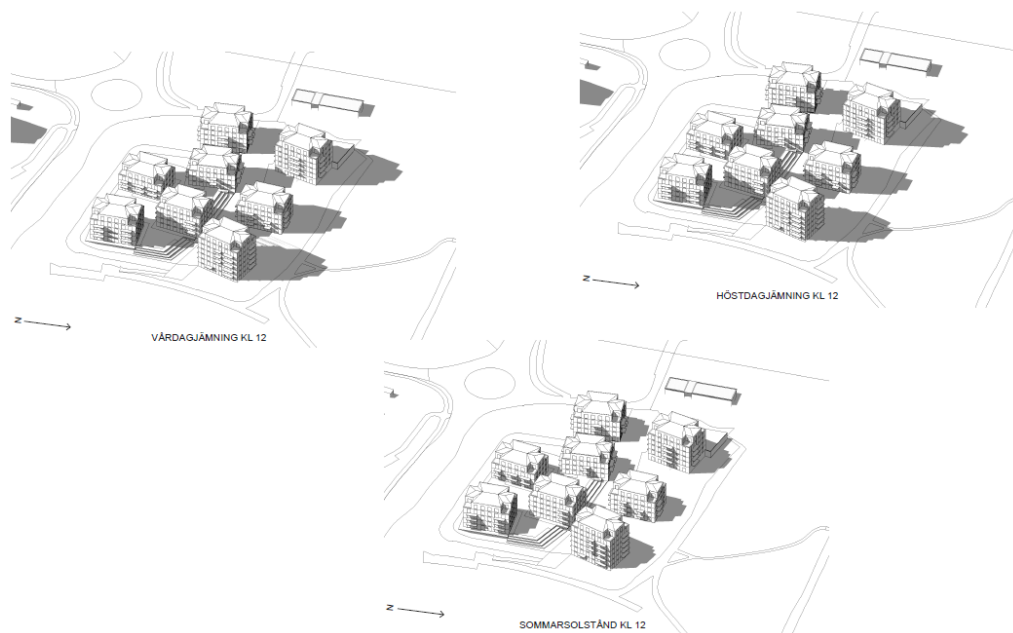 N
HÖSTDAGJÄMNING KL 12
N
VÅRDAGJÄMNING KL 12
N
SOMMARSOLSTÅND KL 12